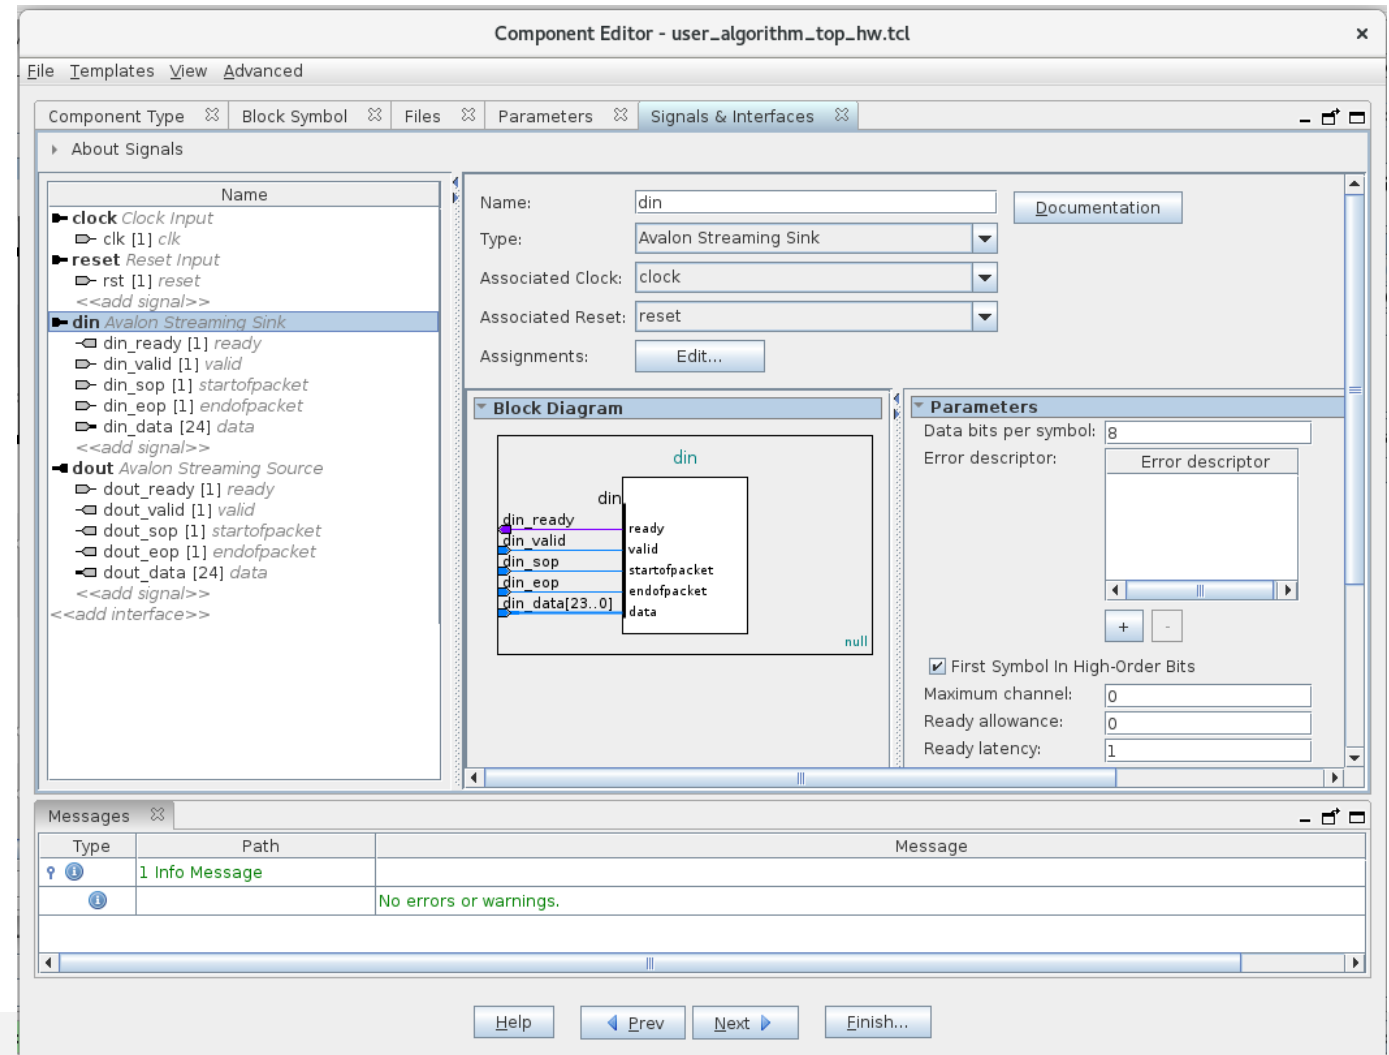 Component Editor - user_algorithm_top_hw.tcl
File Templates View Advanced
Component Type Block Symbol Files Parameters Signals & Interfaces
About Signals
Name
clock Clock Input
clk [1] clk
reset Reset Input
rst [1] reset
<<add signal>>
din Avalon Streaming Sink
din_ready [1] ready
din_valid [1] valid
din_sop [1] startofpacket
din_eop [1] endofpacket
din_data [24] data
<<add signal>>
dout Avalon Streaming Source
dout_ready [1] ready
dout_valid [1] valid
dout_sop [1] startofpacket
dout_eop [1] endofpacket
dout_data [24] data
<<add signal>>
<<add interface>>
Name: din Documentation
Type: Avalon Streaming Sink
Associated Clock: clock
Associated Reset: reset
Assignments: Edit...
Block Diagram
din
din
din_ready ready
din_valid valid
din_sop startofpacket
din_eop endofpacket
din_data[23..0] data
null
Parameters
Data bits per symbol: 8
Error descriptor: Error descriptor
+ -
First Symbol In High-Order Bits
Maximum channel: 0
Ready allowance: 0
Ready latency: 1
Messages
Type Path Message
1 Info Message
No errors or warnings.
Help Prev Next Finish...